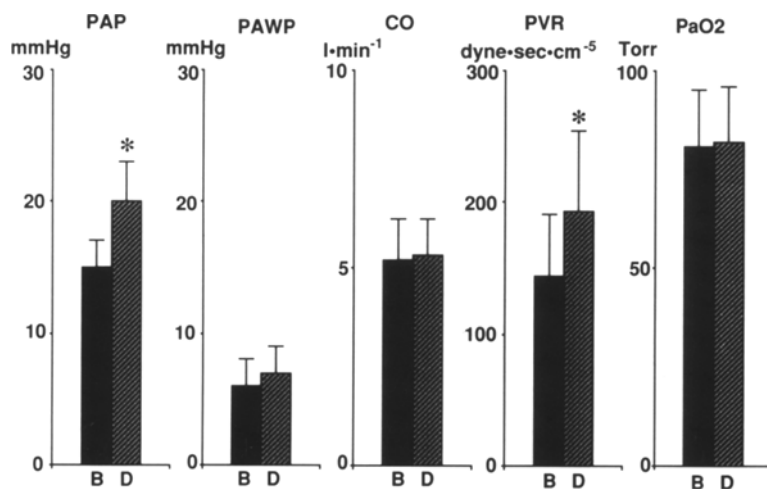 PAP
mmHg
30
20
10
0
*
B D
PAWP
mmHg
30
20
10
0
B D
CO
l•min⁻¹
10
5
0
B D
PVR
dyne•sec•cm⁻⁵
300
200
100
0
*
B D
PaO2
Torr
100
50
0
B D